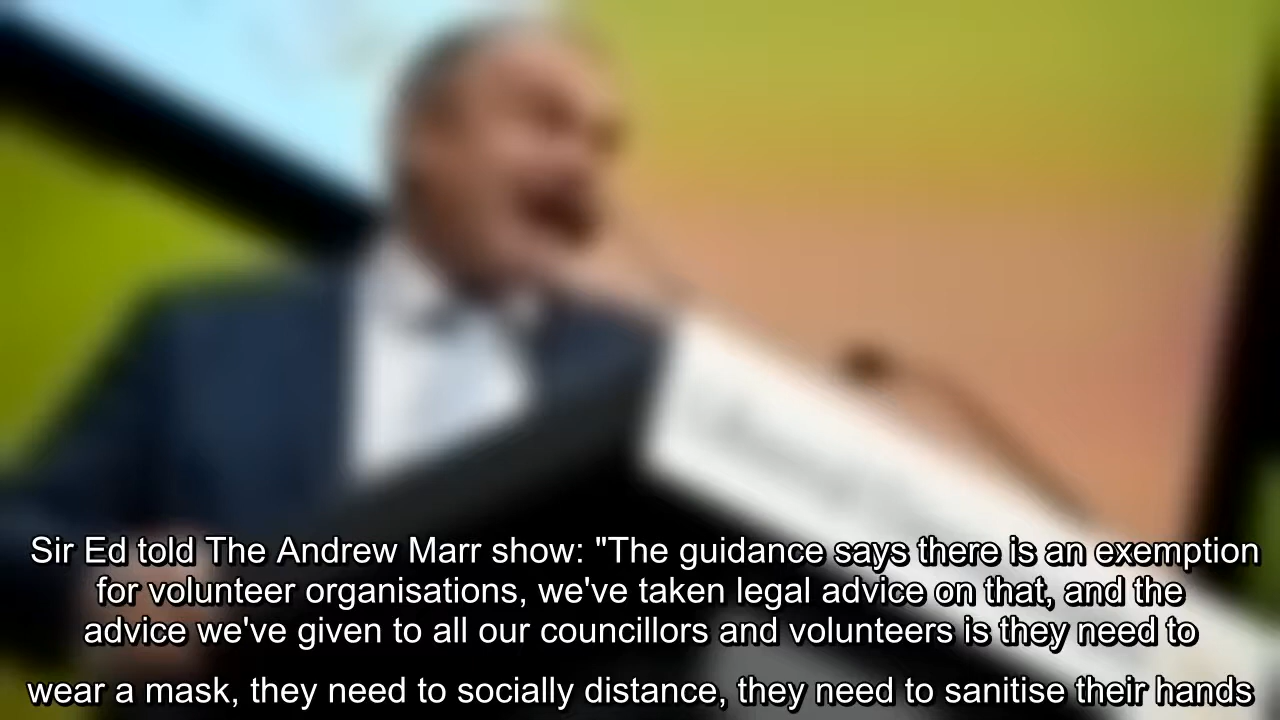 Sir Ed told The Andrew Marr show: "The guidance says there is an exemption
for volunteer organisations, we've taken legal advice on that, and the
advice we've given to all our councillors and volunteers is they need to
wear a mask, they need to socially distance, they need to sanitise their hands